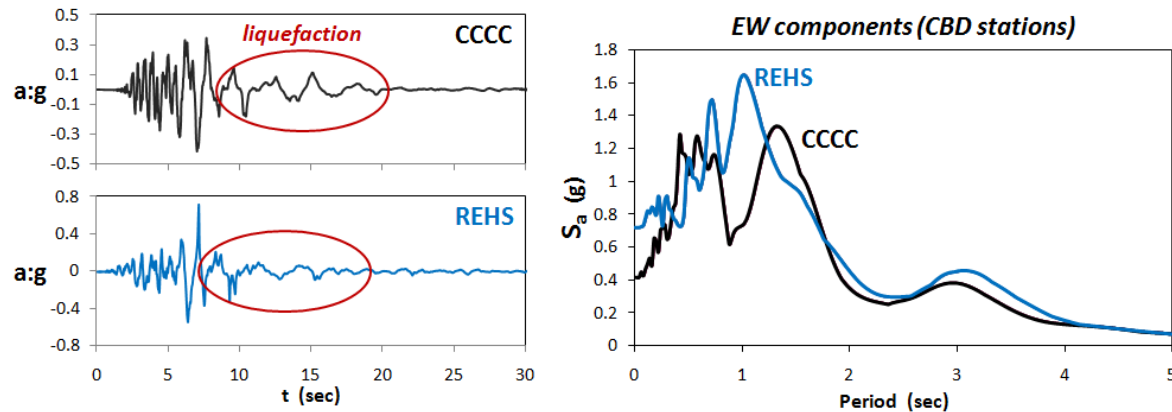 liquefaction
CCCC
a:g
0.5
0.3
0.1
-0.1
-0.3
-0.5
REHS
a:g
0.8
0.4
0
-0.4
-0.8
0 5 10 15 20 25 30
t (sec)
EW components (CBD stations)
REHS
CCCC
Sa (g)
1.8
1.6
1.4
1.2
1
0.8
0.6
0.4
0.2
0
0 1 2 3 4 5
Period (sec)